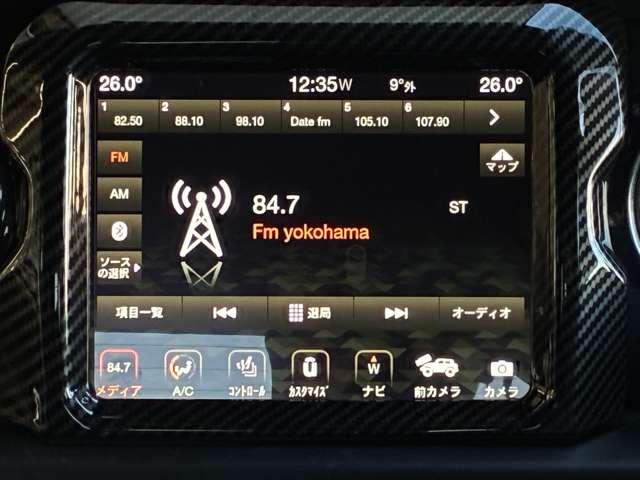 26.0° 12:35W 9°外 26.0°
1 82.50 2 88.10 3 98.10 4 Date fm 5 105.10 6 107.90
FM
マップ
AM
84.7 ST
Fm yokohama
ソース
の選択
項目一覧 選局 オーディオ
84.7 W
メディア A/C コントロール カスタマイズ ナビ 前カメラ カメラ